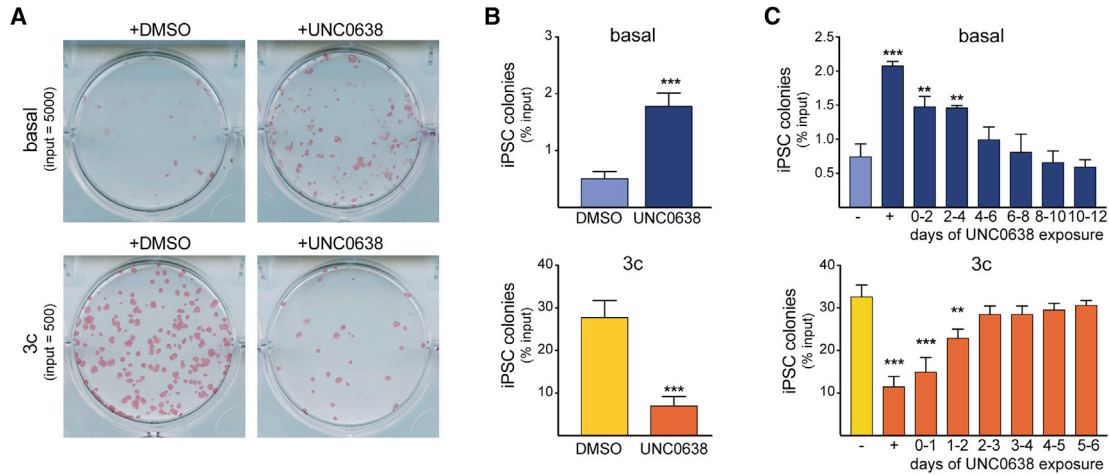 A
+DMSO
+UNC0638
basal
(input = 5000)
+DMSO
+UNC0638
3c
(input = 500)
B
basal
iPSC colonies
(% input)
3
2
1
***
DMSO
UNC0638
3c
iPSC colonies
(% input)
40
30
20
10
***
DMSO
UNC0638
C
basal
iPSC colonies
(% input)
2.5
2.0
1.5
1.0
0.5
***
**
**
- + 0-2 2-4 4-6 6-8 8-10 10-12
days of UNC0638 exposure
3c
iPSC colonies
(% input)
40
30
20
10
***
***
**
- + 0-1 1-2 2-3 3-4 4-5 5-6
days of UNC0638 exposure